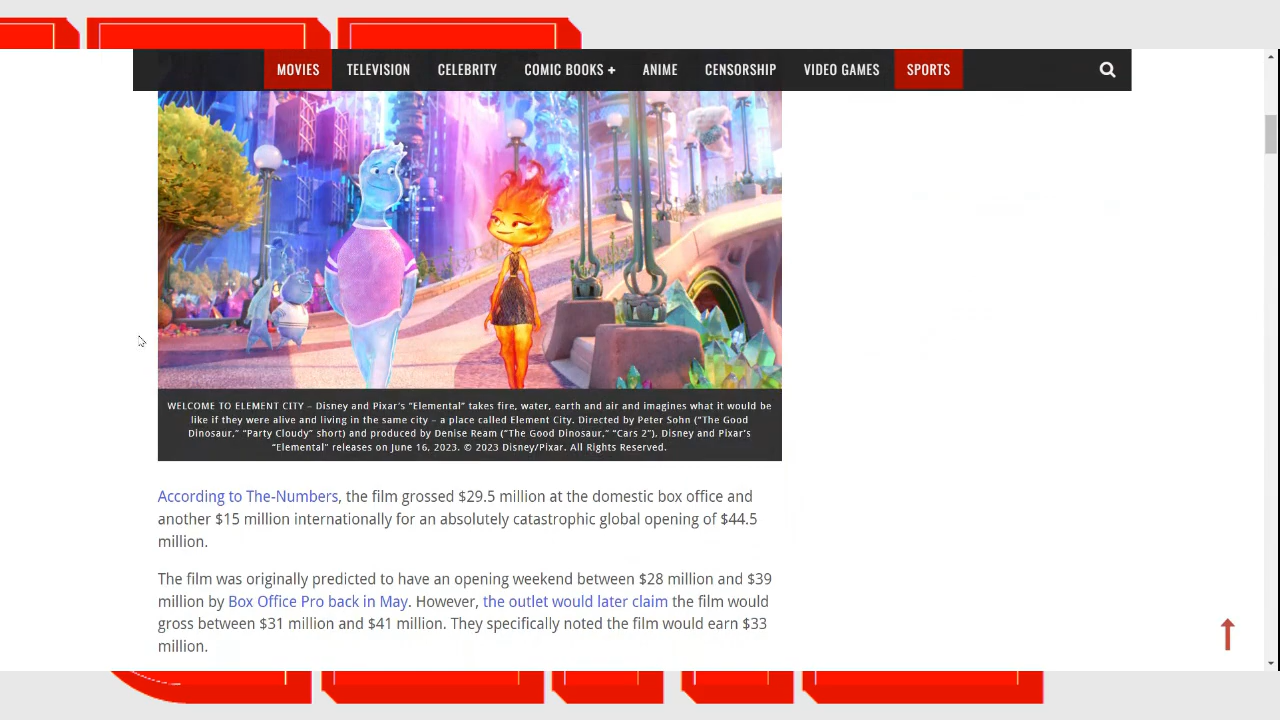 MOVIES TELEVISION CELEBRITY COMIC BOOKS + ANIME CENSORSHIP VIDEO GAMES SPORTS
WELCOME TO ELEMENT CITY – Disney and Pixar's “Elemental” takes fire, water, earth and air and imagines what it would be
like if they were alive and living in the same city – a place called Element City. Directed by Peter Sohn (“The Good
Dinosaur,” “Party Cloudy” short) and produced by Denise Ream (“The Good Dinosaur,” “Cars 2”), Disney and Pixar's
“Elemental” releases on June 16, 2023. © 2023 Disney/Pixar. All Rights Reserved.
According to The-Numbers, the film grossed $29.5 million at the domestic box office and
another $15 million internationally for an absolutely catastrophic global opening of $44.5
million.
The film was originally predicted to have an opening weekend between $28 million and $39
million by Box Office Pro back in May. However, the outlet would later claim the film would
gross between $31 million and $41 million. They specifically noted the film would earn $33
million.